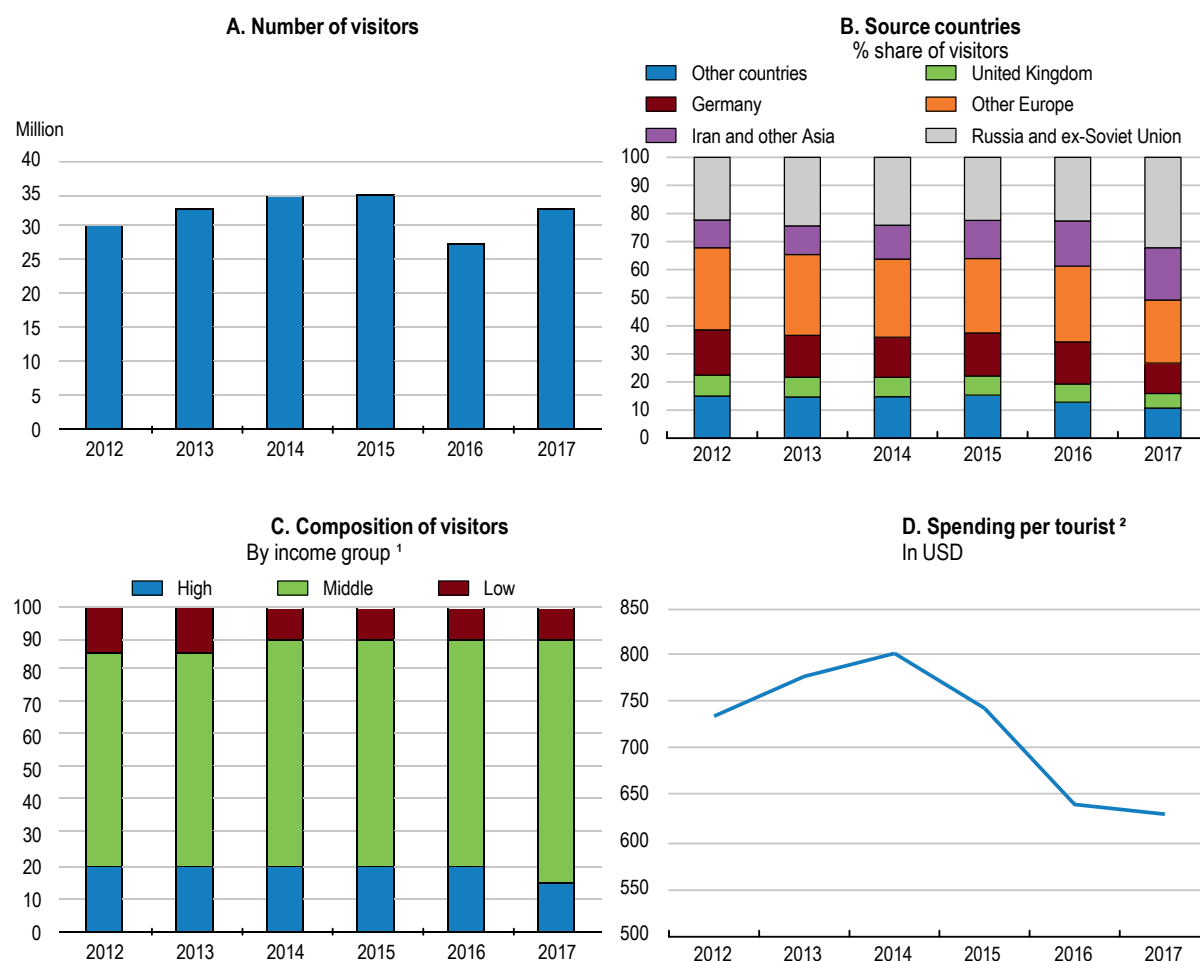 A. Number of visitors
Million
40
35
30
25
20
15
10
5
0
2012 2013 2014 2015 2016 2017
B. Source countries
% share of visitors
Other countries United Kingdom
Germany Other Europe
Iran and other Asia Russia and ex-Soviet Union
100
90
80
70
60
50
40
30
20
10
0
2012 2013 2014 2015 2016 2017
C. Composition of visitors
By income group ¹
High Middle Low
100
90
80
70
60
50
40
30
20
10
0
2012 2013 2014 2015 2016 2017
D. Spending per tourist ²
In USD
850
800
750
700
650
600
550
500
2012 2013 2014 2015 2016 2017